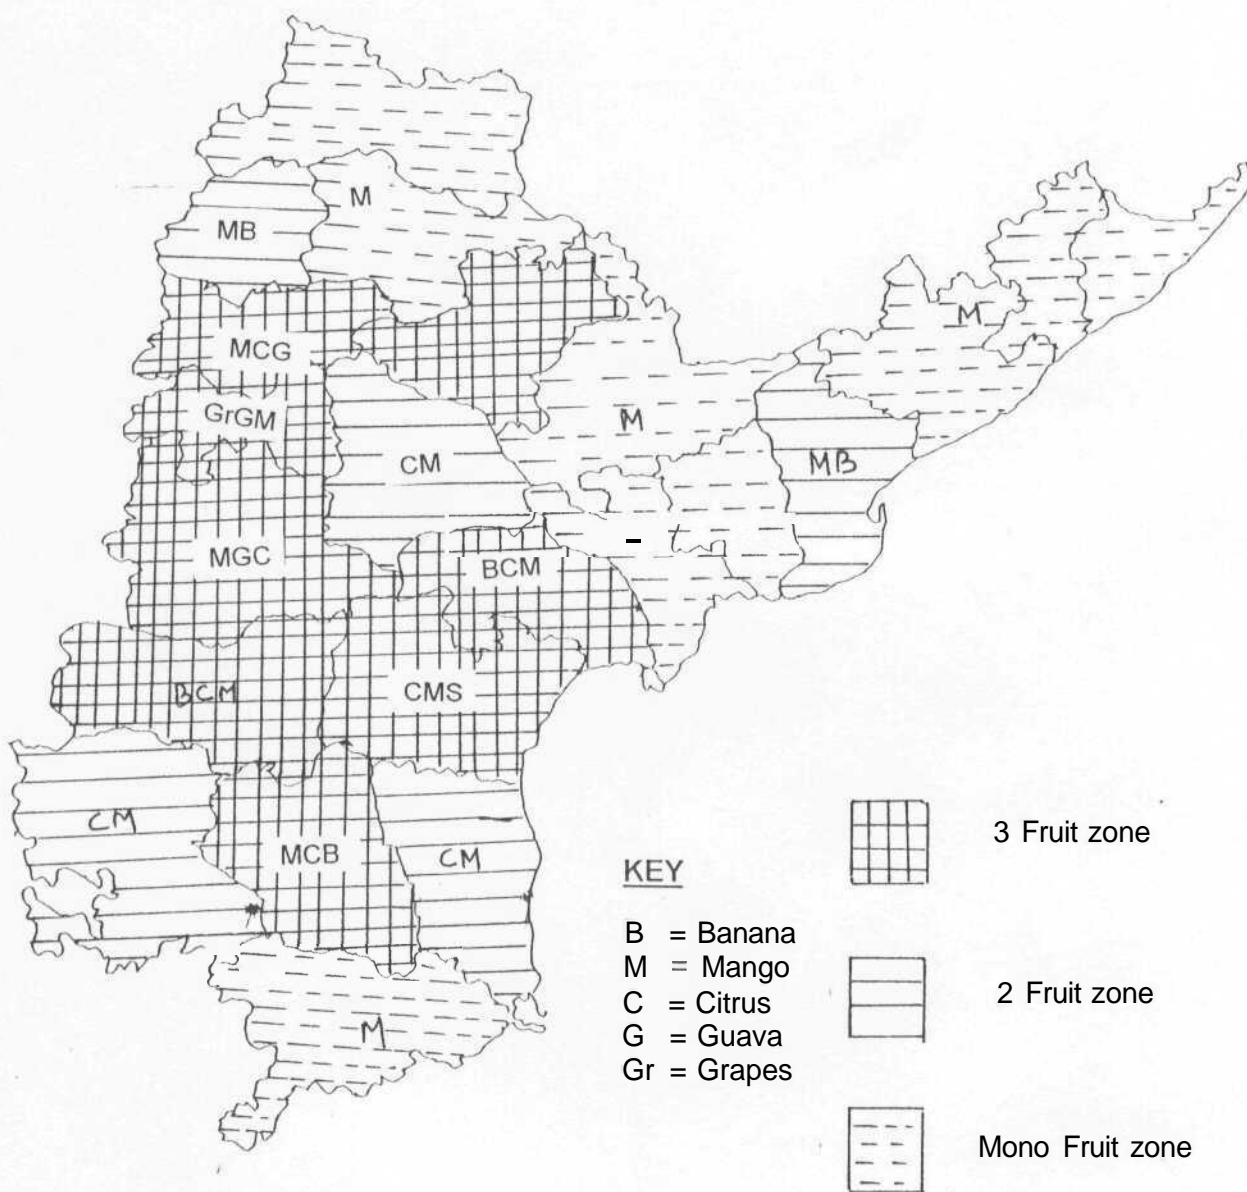 M
MB
M
MCG
GrGM
M
CM
MB
MGC
BCM
BCM
CMS
CM
MCB
CM
M
KEY
B = Banana
M = Mango
C = Citrus
G = Guava
Gr = Grapes
3 Fruit zone
2 Fruit zone
Mono Fruit zone